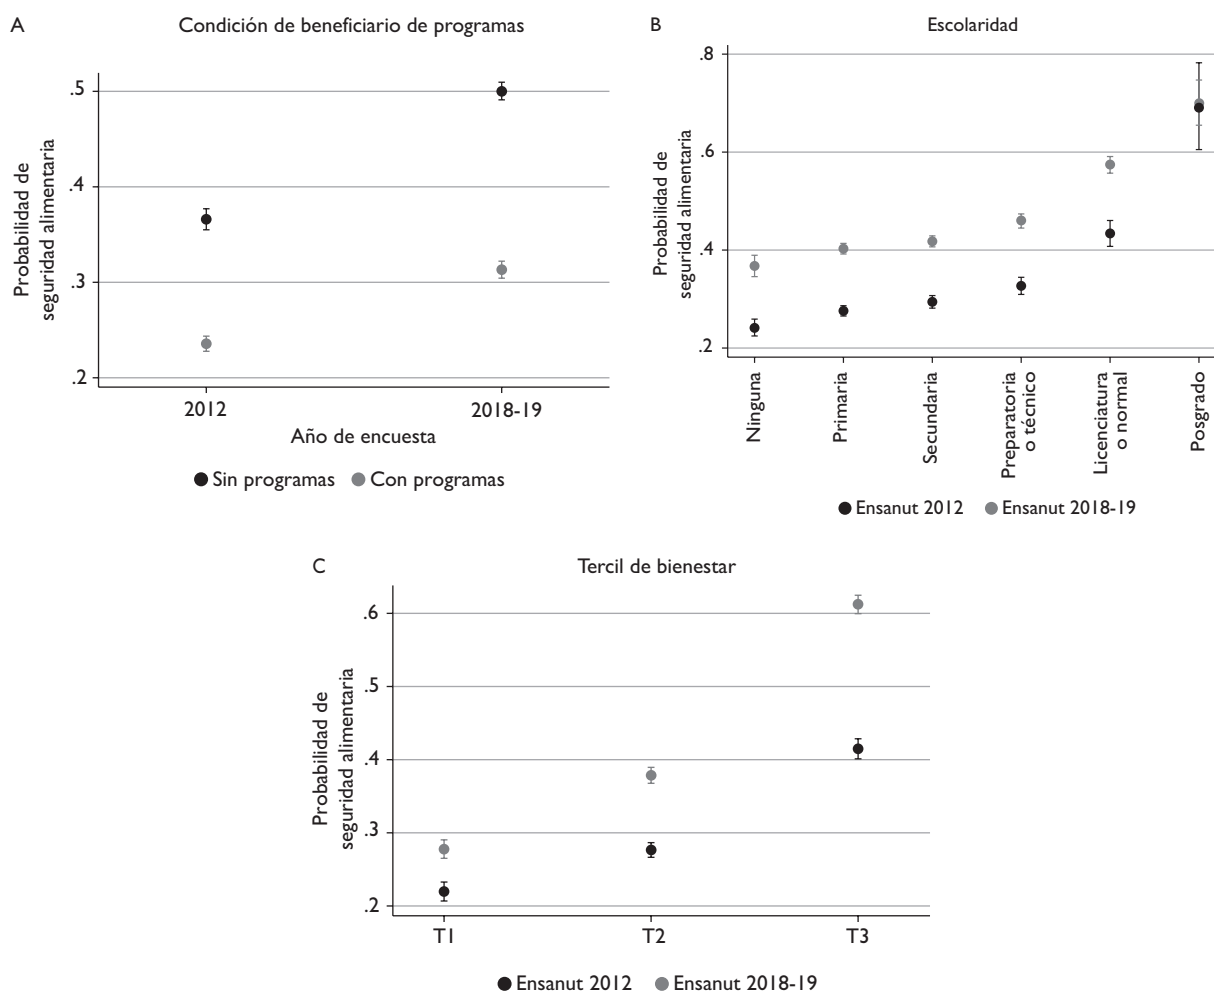 A
Condición de beneficiario de programas
Probabilidad de
seguridad alimentaria
.5
.4
.3
.2
2012
2018-19
Año de encuesta
Sin programas
Con programas
B
Escolaridad
Probabilidad de
seguridad alimentaria
.8
.6
.4
.2
Ninguna
Primaria
Secundaria
Preparatoria
o técnico
Licenciatura
o normal
Posgrado
Ensanut 2012
Ensanut 2018-19
C
Tercil de bienestar
Probabilidad de
seguridad alimentaria
.6
.5
.4
.3
.2
T1
T2
T3
Ensanut 2012
Ensanut 2018-19